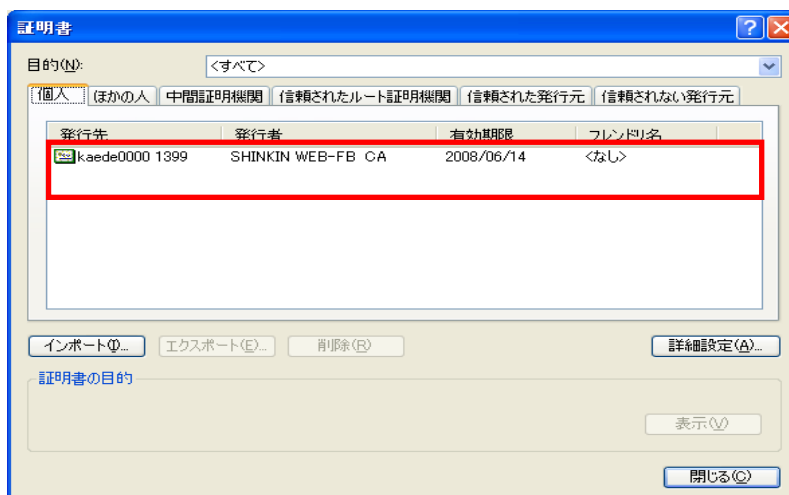 証明書
目的(N): <すべて>
個人 ほかの人 中間証明機関 信頼されたルート証明機関 信頼された発行元 信頼されない発行元
発行先 発行者 有効期限 フレンドリ名
kaede0000 1399 SHINKIN WEB-FB CA 2008/06/14 <なし>
インポート(I)... エクスポート(E)... 削除(R) 詳細設定(A)...
証明書の目的
表示(V)
閉じる(C)